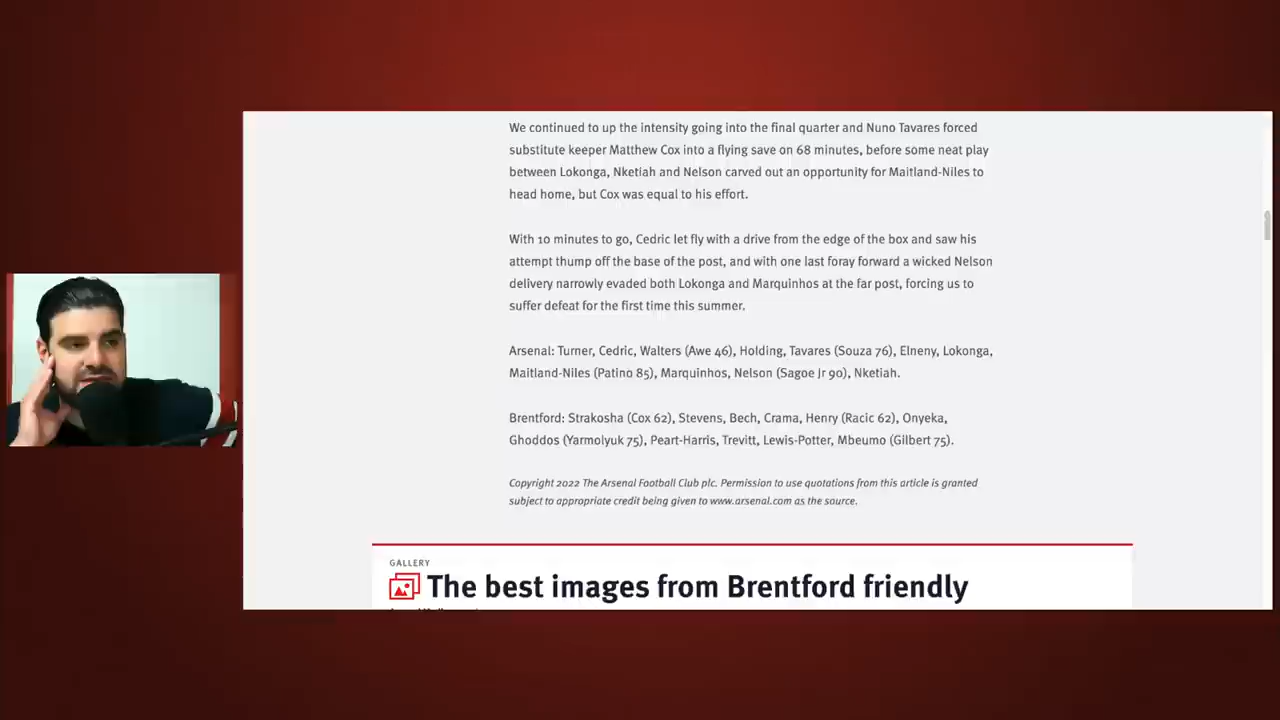 We continued to up the intensity going into the final quarter and Nuno Tavares forced
substitute keeper Matthew Cox into a flying save on 68 minutes, before some neat play
between Lokonga, Nketiah and Nelson carved out an opportunity for Maitland-Niles to
head home, but Cox was equal to his effort.
With 10 minutes to go, Cedric let fly with a drive from the edge of the box and saw his
attempt thump off the base of the post, and with one last foray forward a wicked Nelson
delivery narrowly evaded both Lokonga and Marquinhos at the far post, forcing us to
suffer defeat for the first time this summer.
Arsenal: Turner, Cedric, Walters (Awe 46), Holding, Tavares (Souza 76), Elneny, Lokonga,
Maitland-Niles (Patino 85), Marquinhos, Nelson (Sagoe Jr 90), Nketiah.
Brentford: Strakosha (Cox 62), Stevens, Bech, Crama, Henry (Racic 62), Onyeka,
Ghoddos (Yarmolyuk 75), Peart-Harris, Trevitt, Lewis-Potter, Mbeumo (Gilbert 75).
Copyright 2022 The Arsenal Football Club plc. Permission to use quotations from this article is granted
subject to appropriate credit being given to www.arsenal.com as the source.
GALLERY
The best images from Brentford friendly